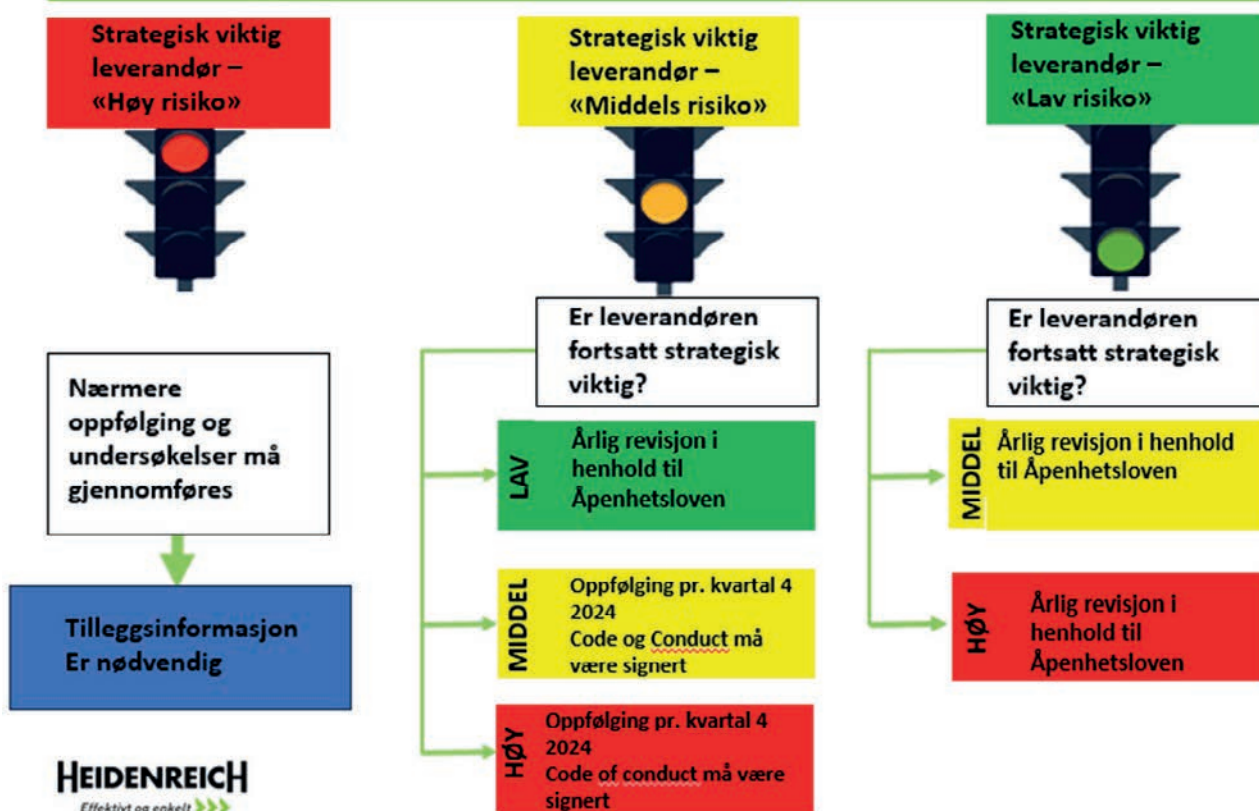 Strategisk viktig
leverandør –
«Høy risiko»
Nærmere
oppfølging og
undersøkelser må
gjennomføres
Tilleggsinformasjon
Er nødvendig
HEIDENREICH
Effektivt og enkelt
Strategisk viktig
leverandør –
«Middels risiko»
Er leverandøren
fortsatt strategisk
viktig?
LAV
Årlig revisjon i
henhold til
Åpenhetsloven
MIDDEL
Oppfølging pr. kvartal 4
2024
Code og Conduct må
være signert
HØY
Oppfølging pr. kvartal 4
2024
Code of conduct må være
signert
Strategisk viktig
leverandør –
«Lav risiko»
Er leverandøren
fortsatt strategisk
viktig?
MIDDEL
Årlig revisjon i henhold
til Åpenhetsloven
HØY
Årlig revisjon i
henhold til
Åpenhetsloven